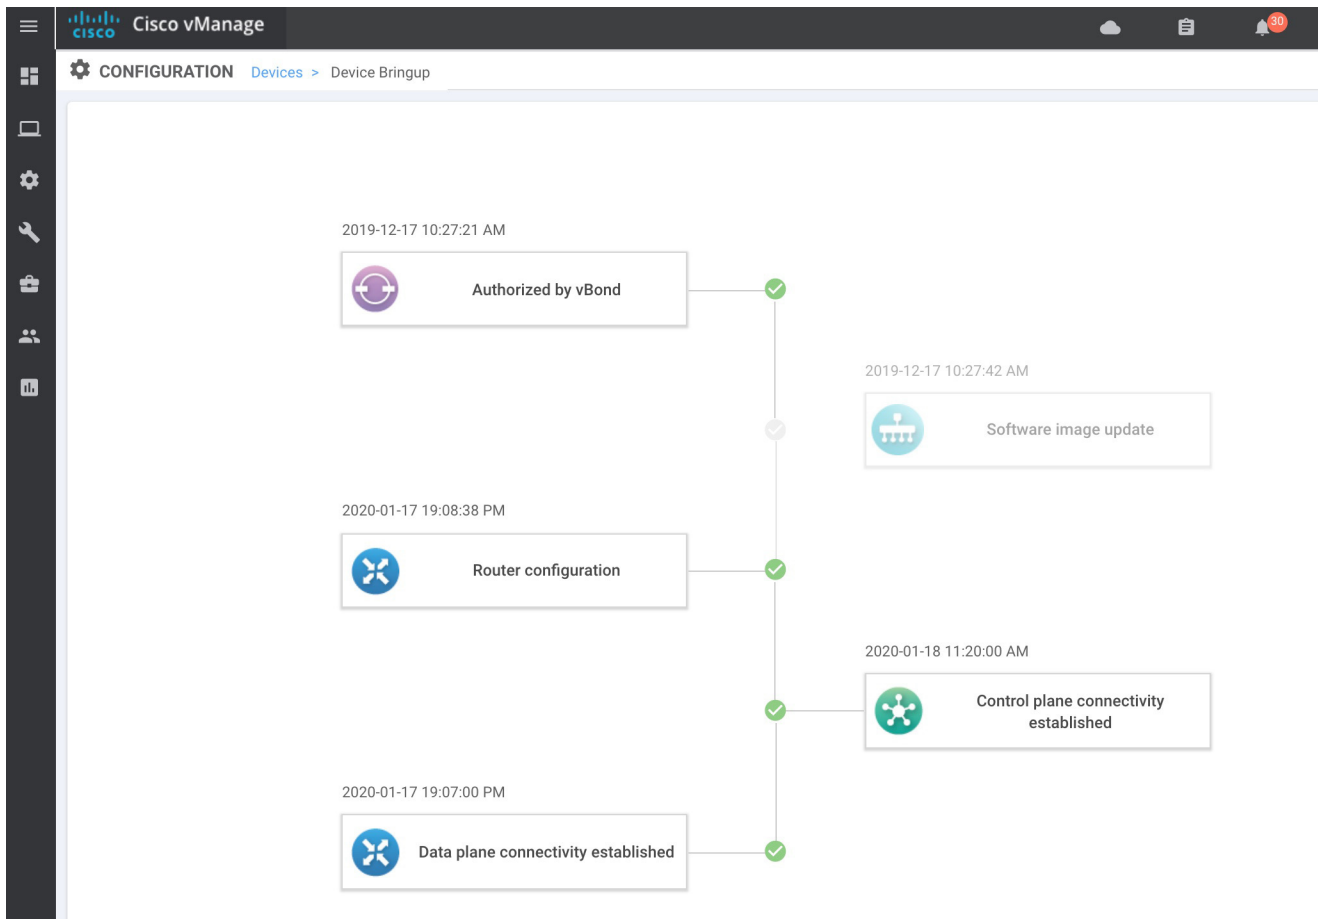 cisco Cisco vManage
30
CONFIGURATION Devices > Device Bringup
2019-12-17 10:27:21 AM
Authorized by vBond
2019-12-17 10:27:42 AM
Software image update
2020-01-17 19:08:38 PM
Router configuration
2020-01-18 11:20:00 AM
Control plane connectivity
established
2020-01-17 19:07:00 PM
Data plane connectivity established